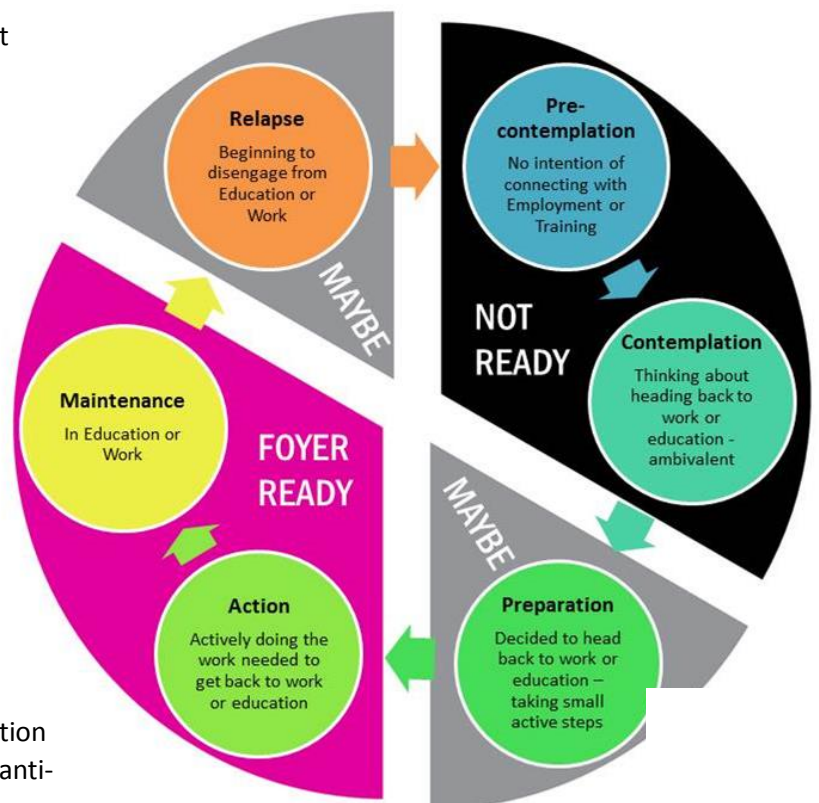 t
Relapse
Beginning to
disengage from
Education or
Work
MAYBE
Pre-
contemplation
No intention of
connecting with
Employment or
Training
NOT
READY
Contemplation
Thinking about
heading back to
work or
education -
ambivalent
MAYBE
Preparation
Decided to head
back to work or
education –
taking small
active steps
Action
Actively doing the
work needed to
get back to work
or education
FOYER
READY
Maintenance
In Education or
Work
tion
anti-